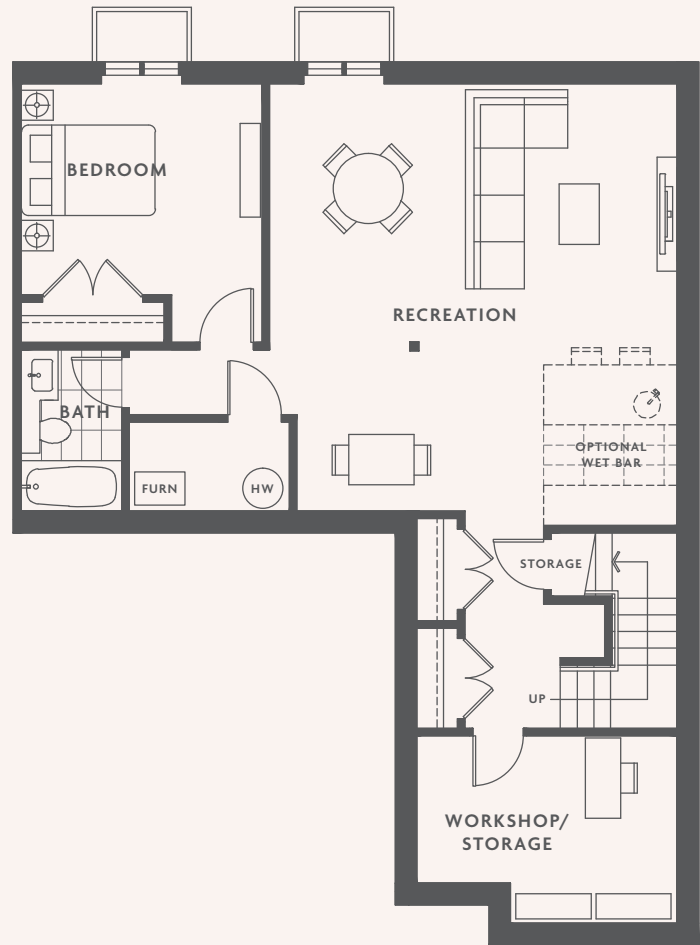 BEDROOM
RECREATION
BATH
OPTIONAL
WET BAR
FURN
HW
STORAGE
UP
WORKSHOP/
STORAGE